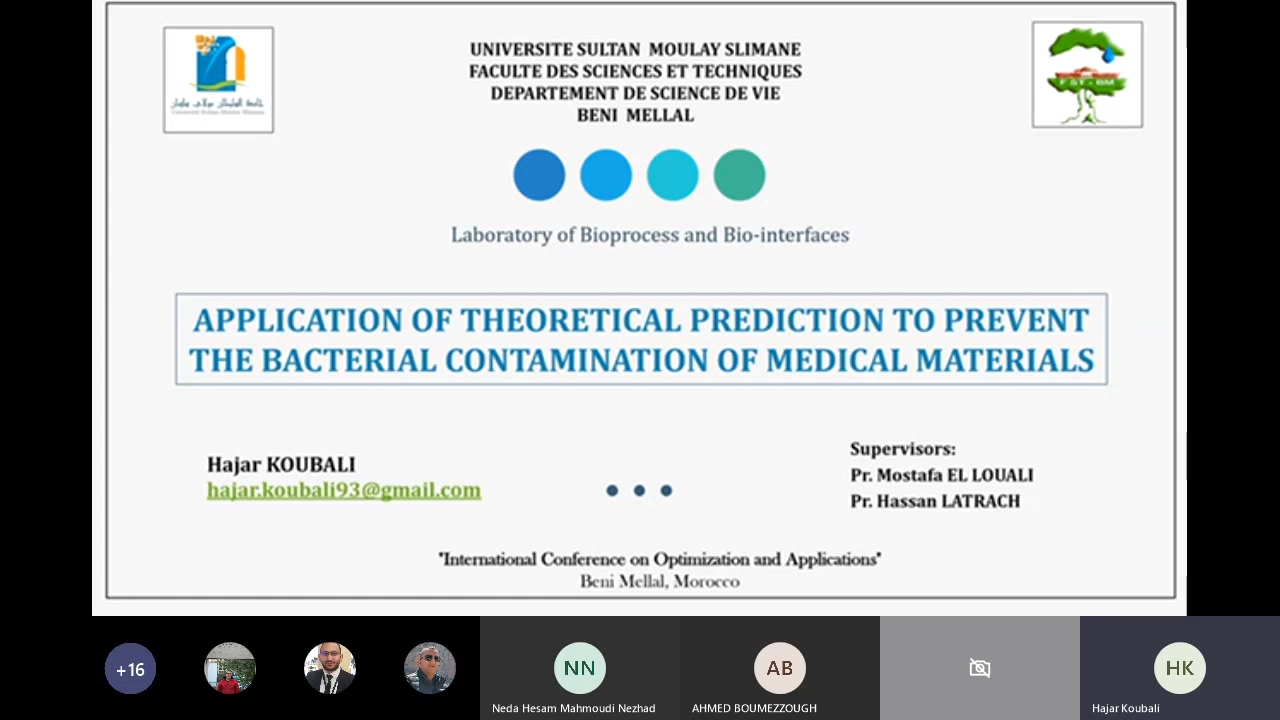 UNIVERSITE SULTAN MOULAY SLIMANE
FACULTE DES SCIENCES ET TECHNIQUES
DEPARTEMENT DE SCIENCE DE VIE
BENI MELLAL
FST-BM
Laboratory of Bioprocess and Bio-interfaces
APPLICATION OF THEORETICAL PREDICTION TO PREVENT
THE BACTERIAL CONTAMINATION OF MEDICAL MATERIALS
Hajar KOUBALI
hajar.koubali93@gmail.com
Supervisors:
Pr. Mostafa EL LOUALI
Pr. Hassan LATRACH
"International Conference on Optimization and Applications"
Beni Mellal, Morocco
+16
NN
Neda Hesam Mahmoudi Nezhad
AB
AHMED BOUMEZZOUGH
HK
Hajar Koubali